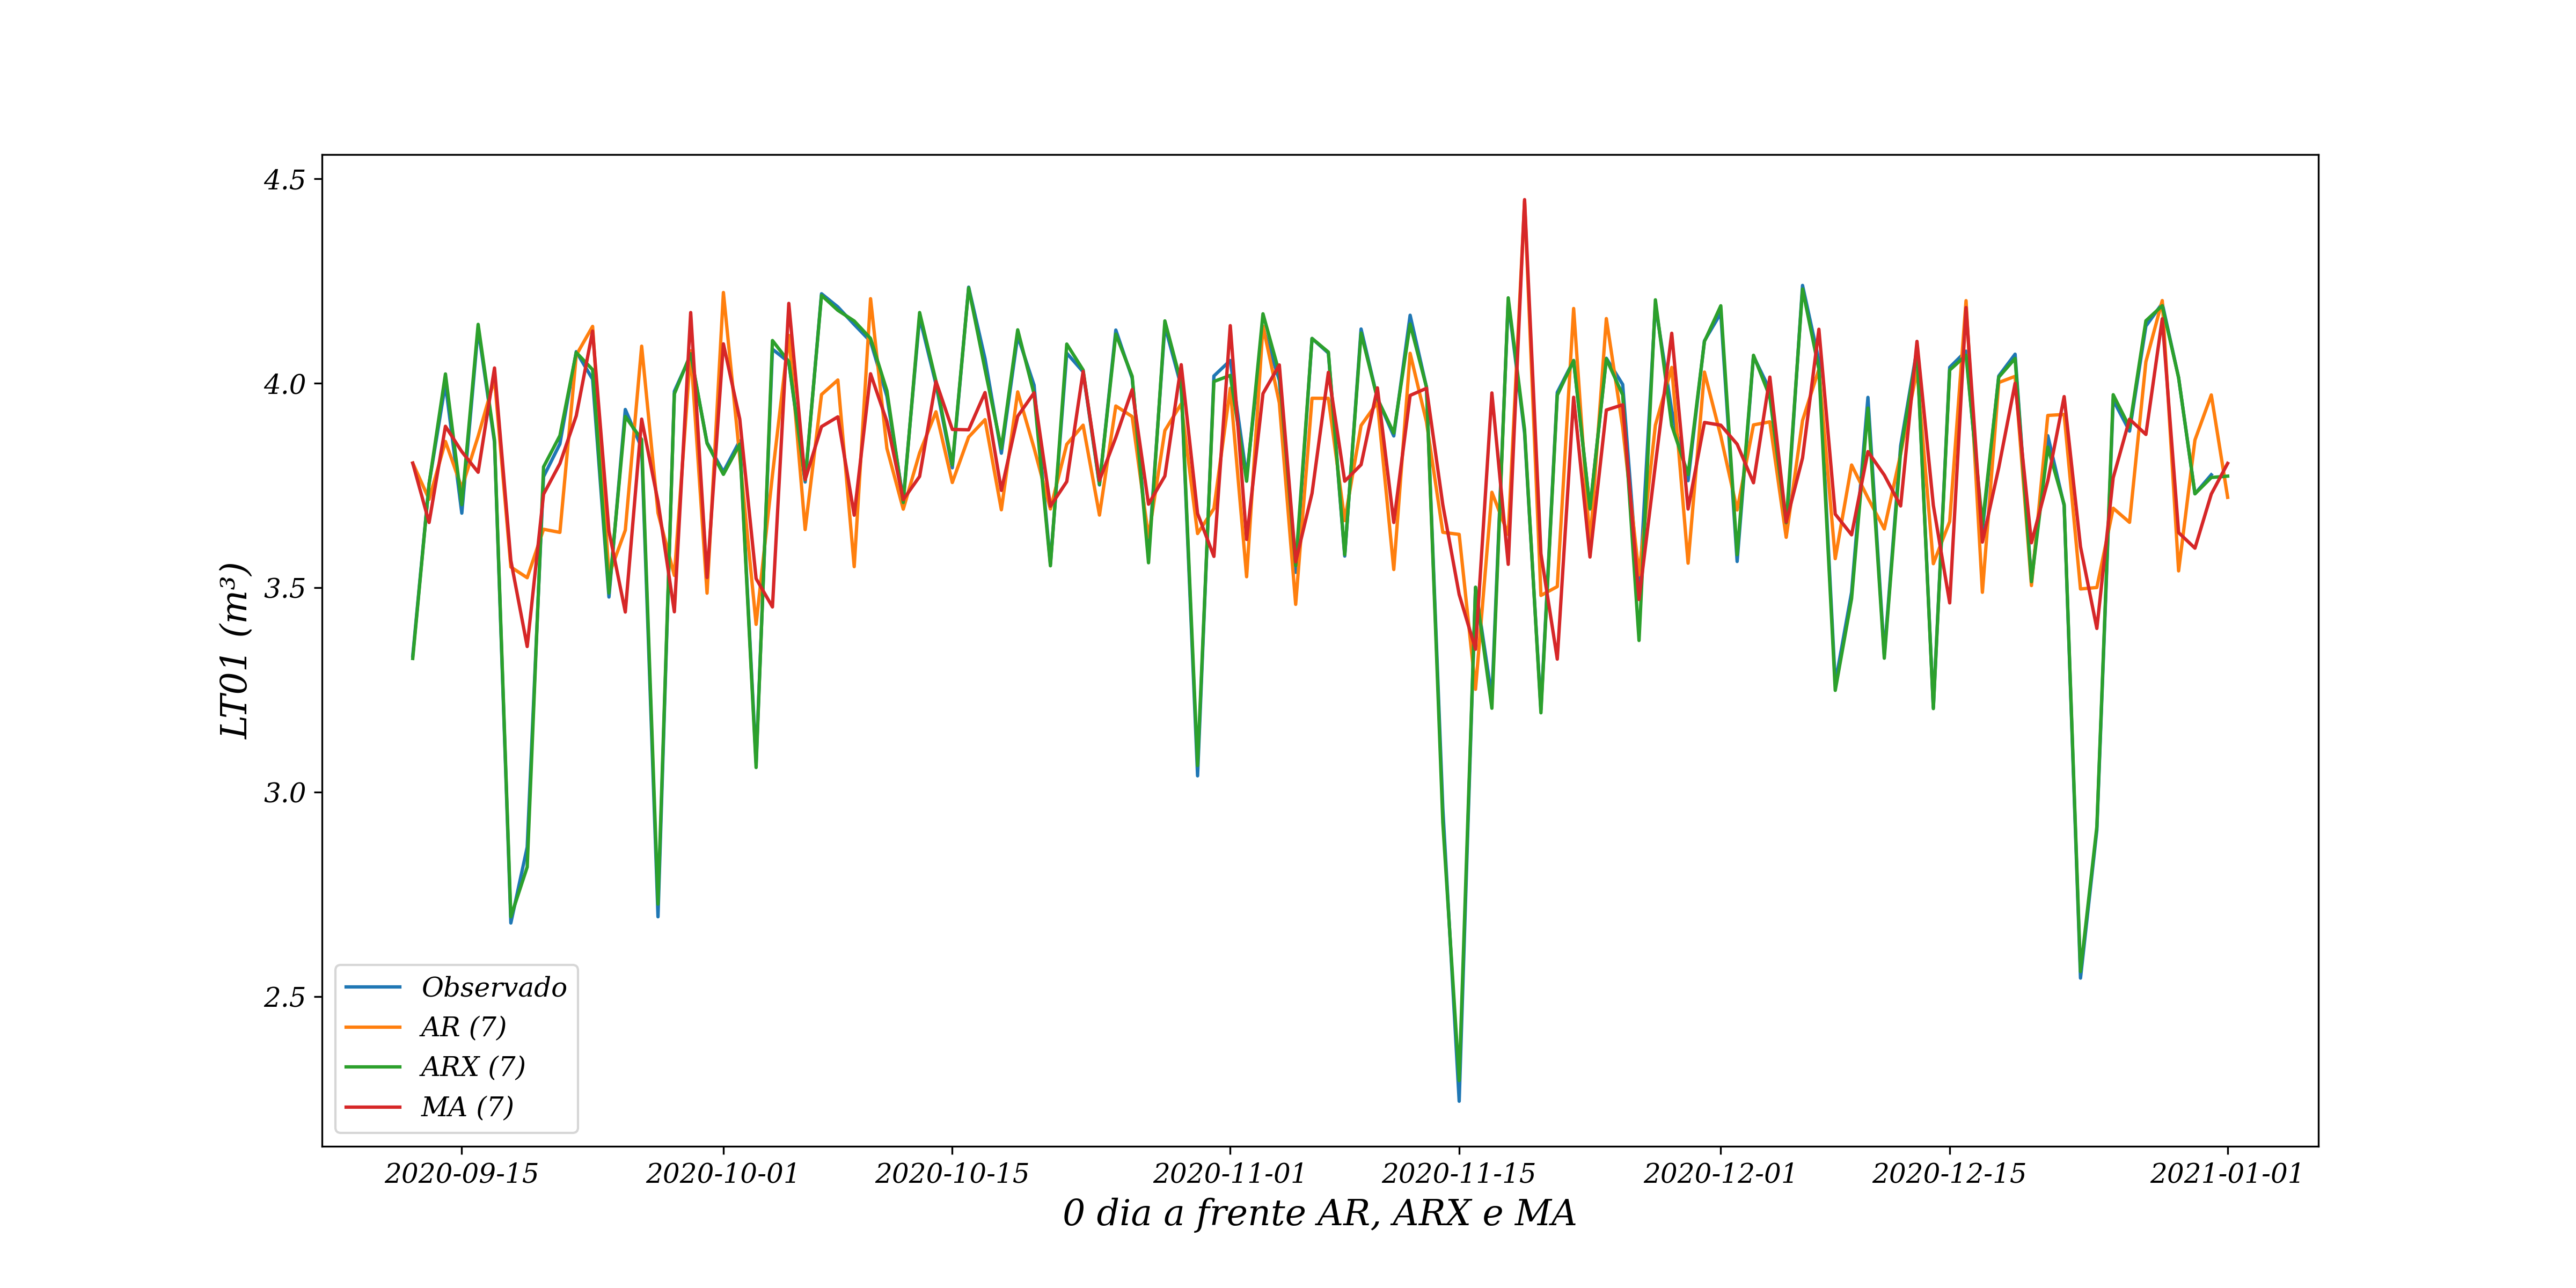 4.5
4.0
3.5
3.0
2.5
LT01 (m³)
Observado
AR (7)
ARX (7)
MA (7)
2020-09-15 2020-10-01 2020-10-15 2020-11-01 2020-11-15 2020-12-01 2020-12-15 2021-01-01
0 dia a frente AR, ARX e MA